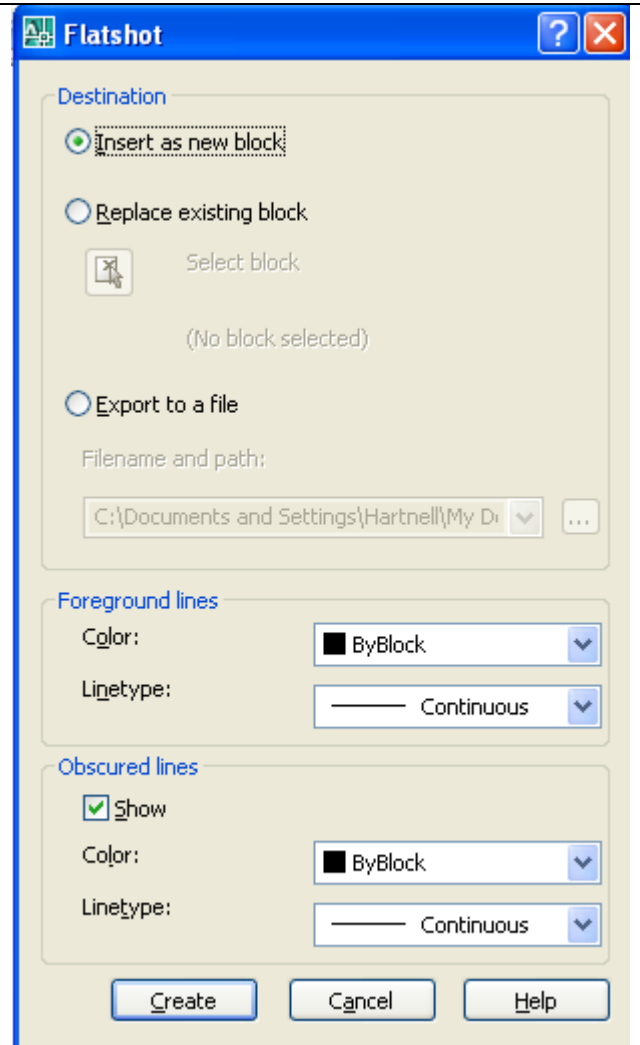 Flatshot
Destination
Insert as new block
Replace existing block
Select block
(No block selected)
Export to a file
Filename and path:
C:\Documents and Settings\Hartnell\My D
...
Foreground lines
Color:
ByBlock
Linetype:
Continuous
Obscured lines
Show
Color:
ByBlock
Linetype:
Continuous
Create Cancel Help